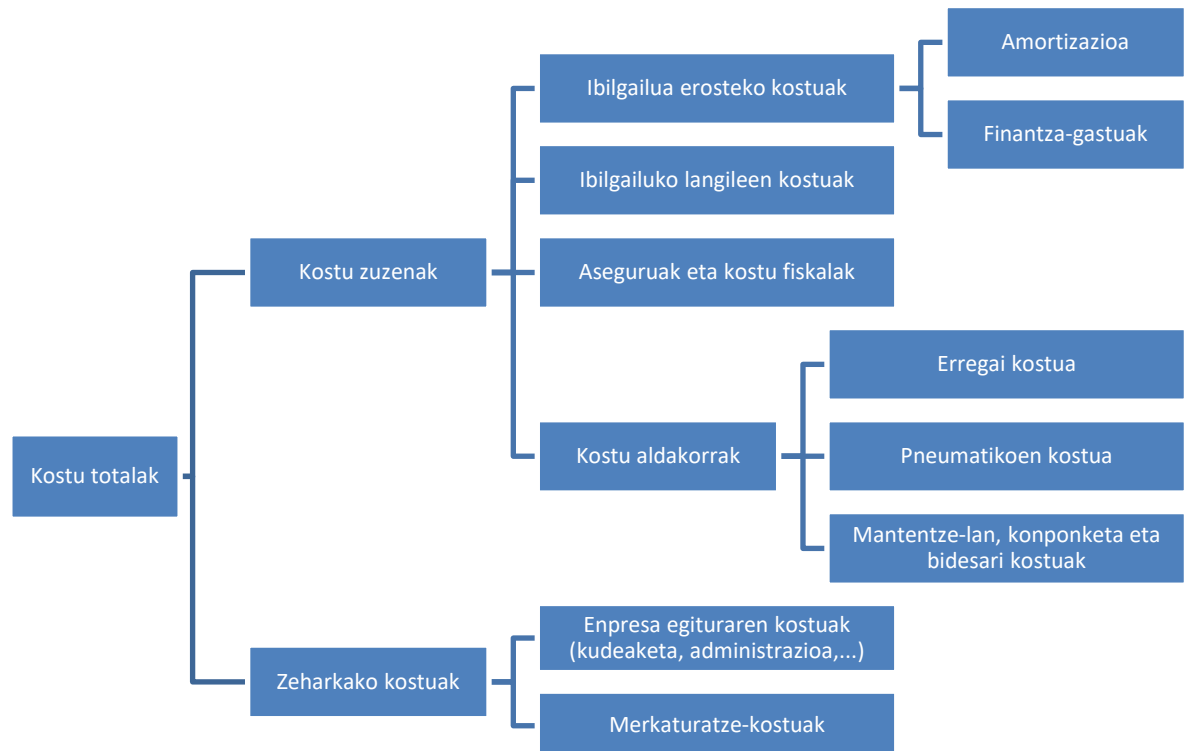 Amortizazioa
Ibilgailua erosteko kostuak
Finantza-gastuak
Ibilgailuko langileen kostuak
Kostu zuzenak
Aseguruak eta kostu fiskalak
Erregai kostua
Kostu totalak
Kostu aldakorrak
Pneumatikoen kostua
Mantentze-lan, konponketa eta
bidesari kostuak
Enpresa egituraren kostuak
(kudeaketa, administrazioa,...)
Zeharkako kostuak
Merkaturatze-kostuak